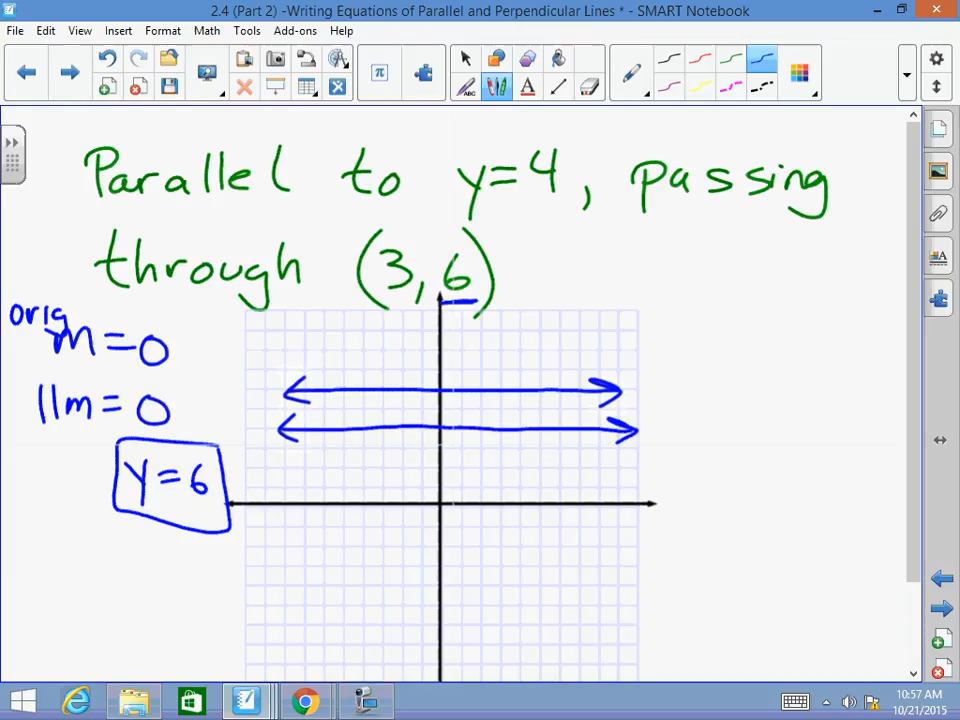 2.4 (Part 2) -Writing Equations of Parallel and Perpendicular Lines * - SMART Notebook
File Edit View Insert Format Math Tools Add-ons Help
Parallel to y=4, passing
through (3,6)
orig
m=0
11m=0
y=6
10:57 AM
10/21/2015